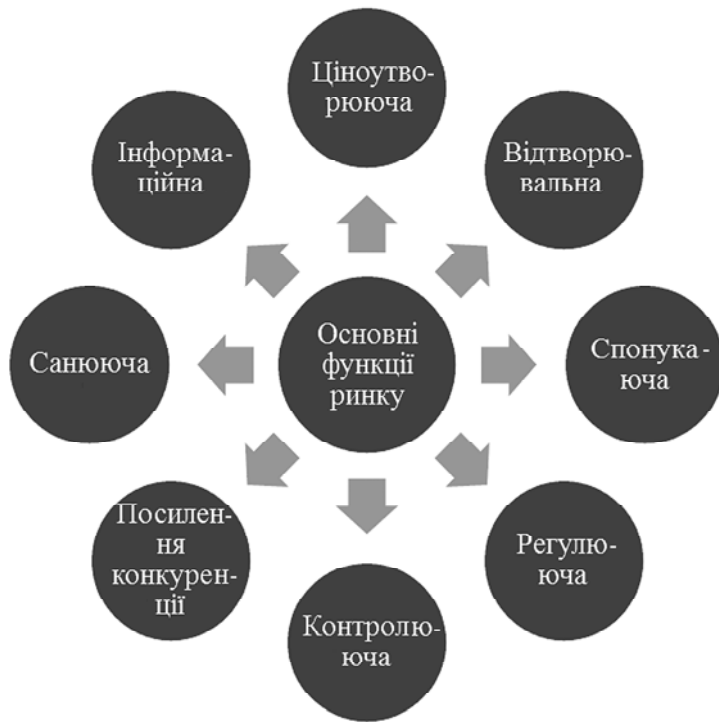 Ціноутво-
рююча
Відтворю-
вальна
Спонука-
юча
Регулю-
юча
Контролю-
юча
Посилен-
ня
конкурен-
ції
Санююча
Інформа-
ційна
Основні
функції
ринку